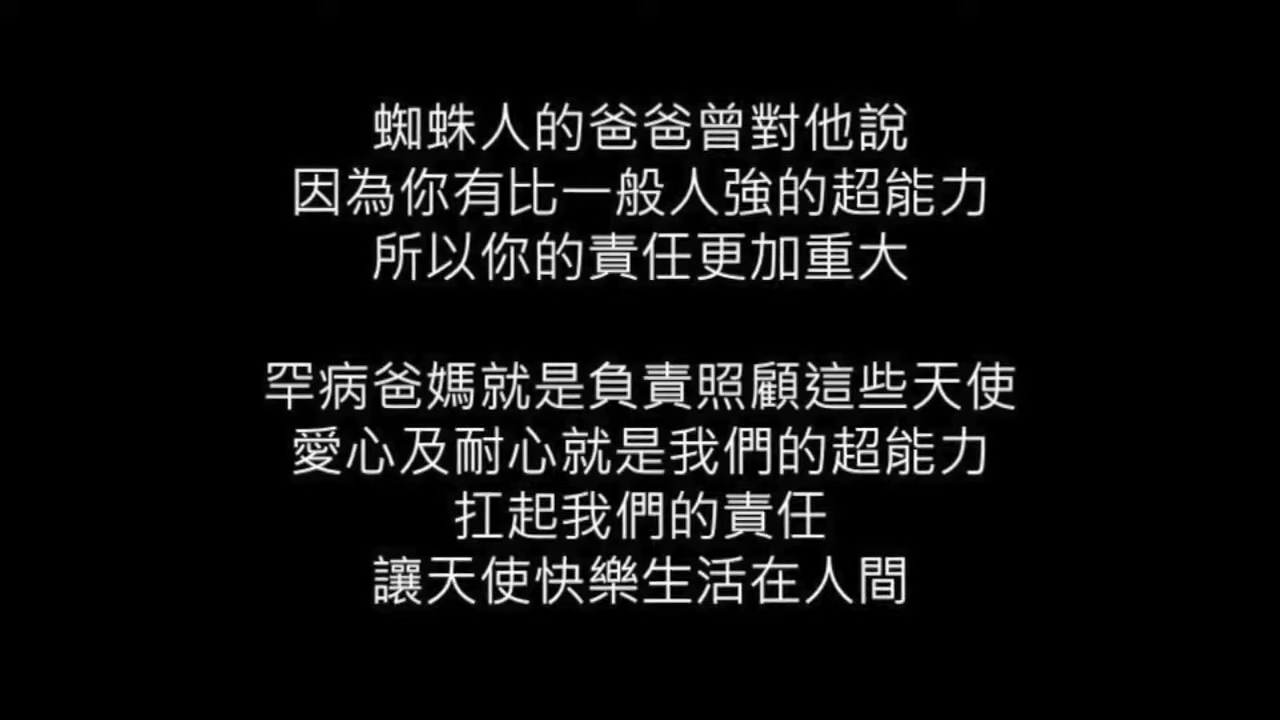 蜘蛛人的爸爸曾對他說
因為你有比一般人強的超能力
所以你的責任更加重大
罕病爸媽就是負責照顧這些天使
愛心及耐心就是我們的超能力
扛起我們的責任
讓天使快樂生活在人間